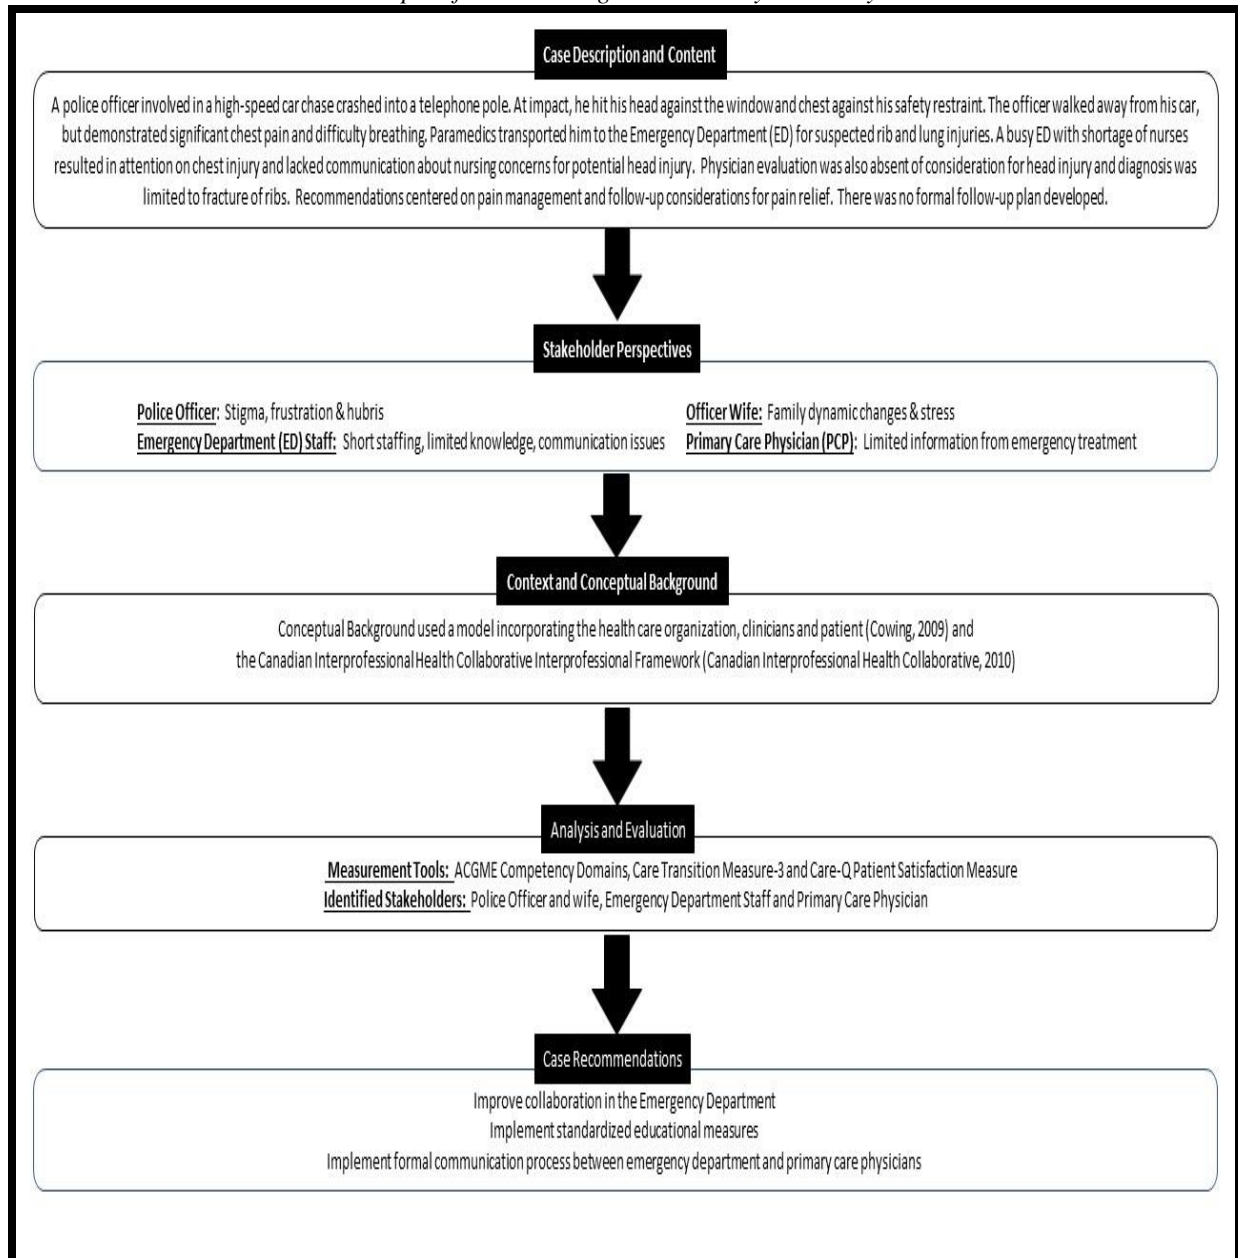 Case Description and Content
A police officer involved in a high-speed car chase crashed into a telephone pole. At impact, he hit his head against the window and chest against his safety restraint. The officer walked away from his car,
but demonstrated significant chest pain and difficulty breathing. Paramedics transported him to the Emergency Department (ED) for suspected rib and lung injuries. A busy ED with shortage of nurses
resulted in attention on chest injury and lacked communication about nursing concerns for potential head injury. Physician evaluation was also absent of consideration for head injury and diagnosis was
limited to fracture of ribs. Recommendations centered on pain management and follow-up considerations for pain relief. There was no formal follow-up plan developed.
Stakeholder Perspectives
Police Officer: Stigma, frustration & hubris
Officer Wife: Family dynamic changes & stress
Emergency Department (ED) Staff: Short staffing, limited knowledge, communication issues
Primary Care Physician (PCP): Limited information from emergency treatment
Context and Conceptual Background
Conceptual Background used a model incorporating the health care organization, clinicians and patient (Cowing, 2009) and
the Canadian Interprofessional Health Collaborative Interprofessional Framework (Canadian Interprofessional Health Collaborative, 2010)
Analysis and Evaluation
Measurement Tools: ACGME Competency Domains, Care Transition Measure-3 and Care-Q Patient Satisfaction Measure
Identified Stakeholders: Police Officer and wife, Emergency Department Staff and Primary Care Physician
Case Recommendations
Improve collaboration in the Emergency Department
Implement standardized educational measures
Implement formal communication process between emergency department and primary care physicians